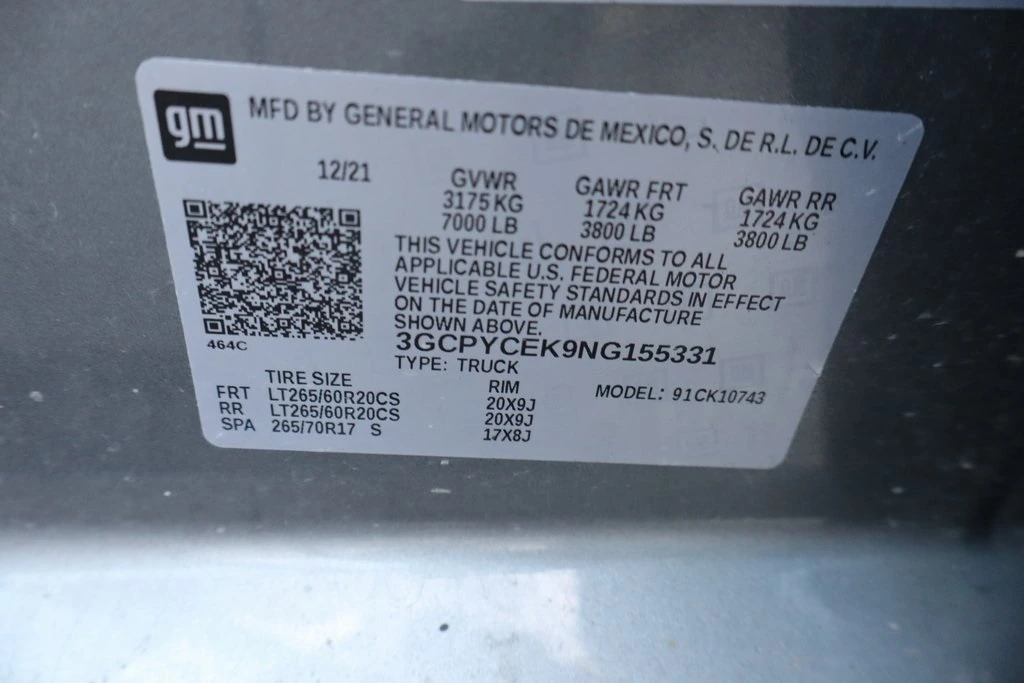 gm
MFD BY GENERAL MOTORS DE MEXICO, S. DE R.L. DE C.V.
12/21 GVWR GAWR FRT GAWR RR
3175 KG 1724 KG 1724 KG
7000 LB 3800 LB 3800 LB
THIS VEHICLE CONFORMS TO ALL
APPLICABLE U.S. FEDERAL MOTOR
VEHICLE SAFETY STANDARDS IN EFFECT
ON THE DATE OF MANUFACTURE
SHOWN ABOVE.
464C
3GCPYCEK9NG155331
TYPE: TRUCK
TIRE SIZE RIM MODEL: 91CK10743
FRT LT265/60R20CS 20X9J
RR LT265/60R20CS 20X9J
SPA 265/70R17 S 17X8J